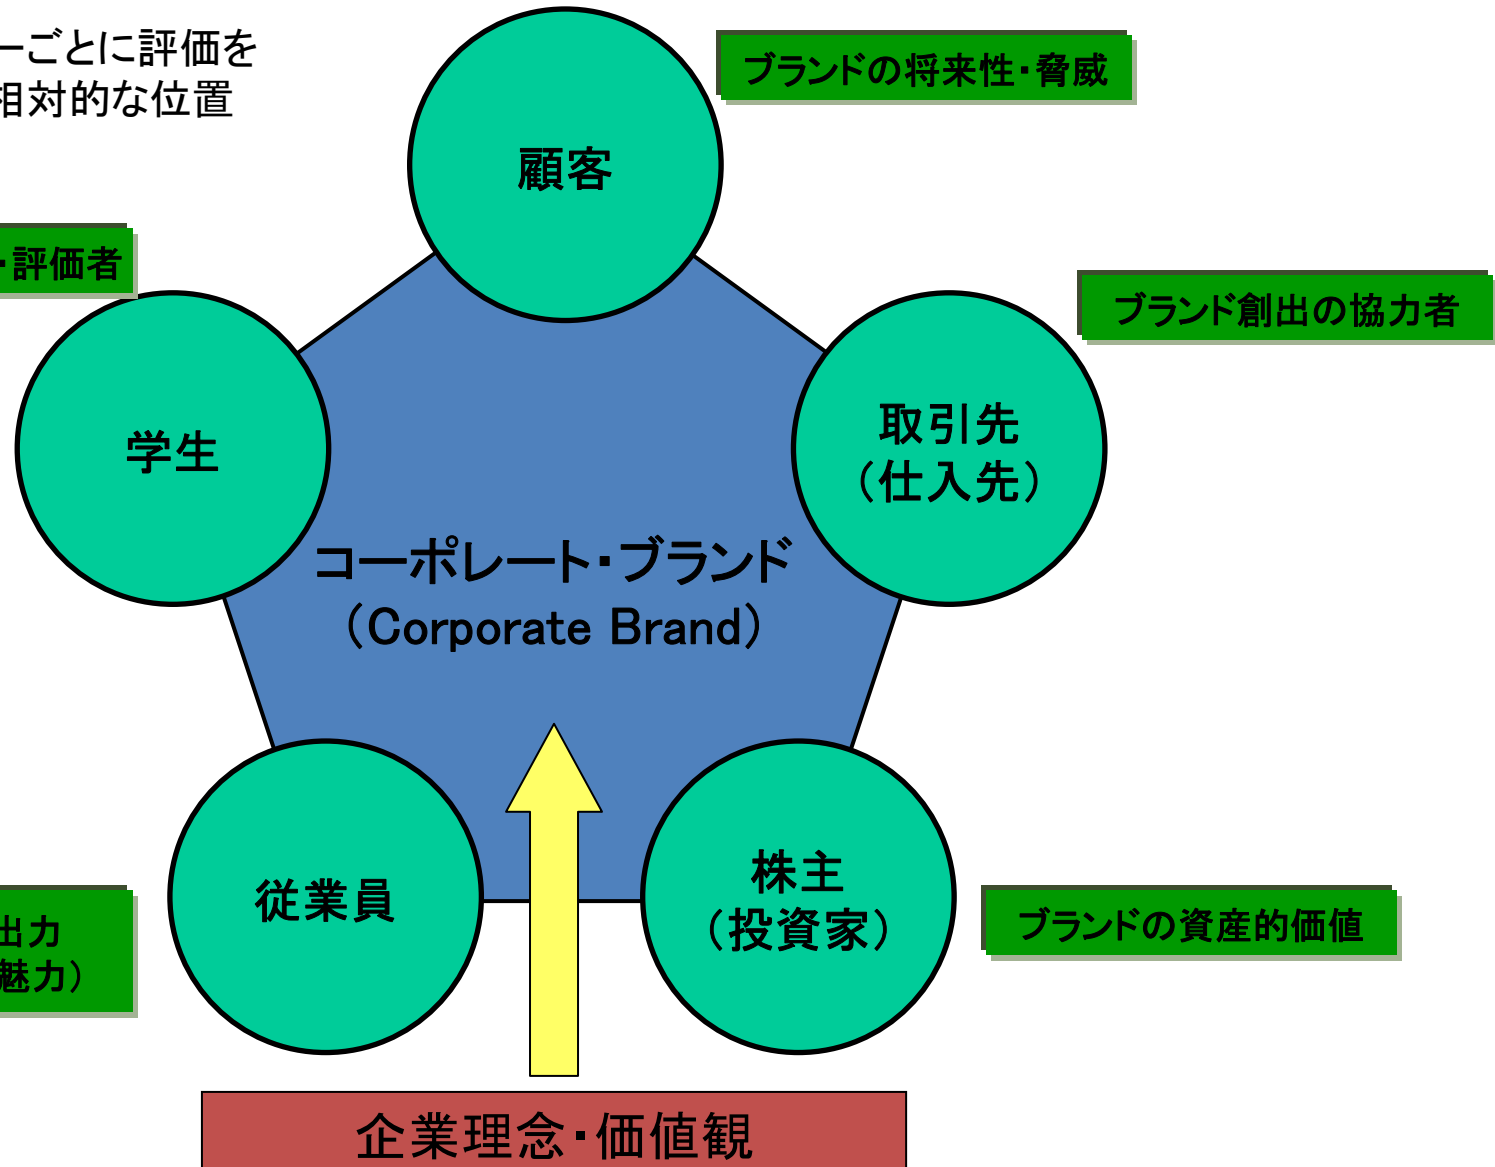 ーごとに評価を
相対的な位置
ブランドの将来性・脅威
顧客
・評価者
ブランド創出の協力者
学生
取引先
（仕入先）
コーポレート・ブランド
（Corporate Brand）
従業員
株主
（投資家）
出力
魅力）
ブランドの資産的価値
企業理念・価値観